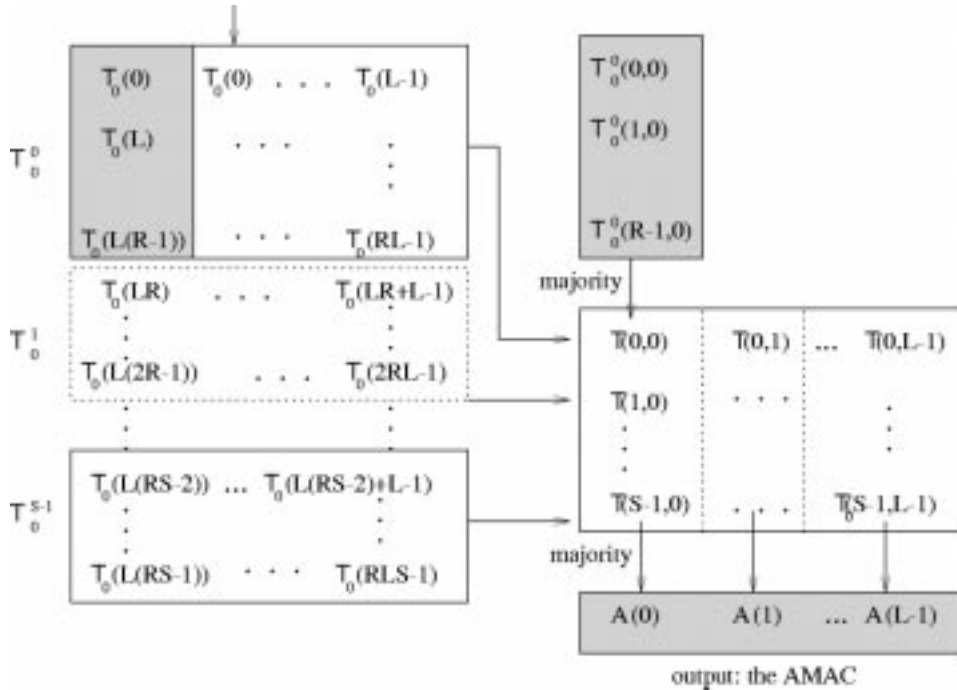 T_0(0) T_0(0) . . . T_0(L-1)
T_0(L) . . .
T_0^0
T_0(L(R-1)) . . . T_0(RL-1)
T_0^0(0,0)
T_0^0(1,0)
T_0^0(R-1,0)
majority
T_0(LR) . . . T_0(LR+L-1)
T_0^1
T_0(L(2R-1)) . . . T_0(2RL-1)
T(0,0) T(0,1) ... T(0,L-1)
T(1,0) . . .
T(S-1,0) . . . T_0(S-1,L-1)
T_0(L(RS-2)) ... T_0(L(RS-2)+L-1)
T_0^{S-1}
T_0(L(RS-1)) . . . T_0(RLS-1)
majority
A(0) A(1) ... A(L-1)
output: the AMAC